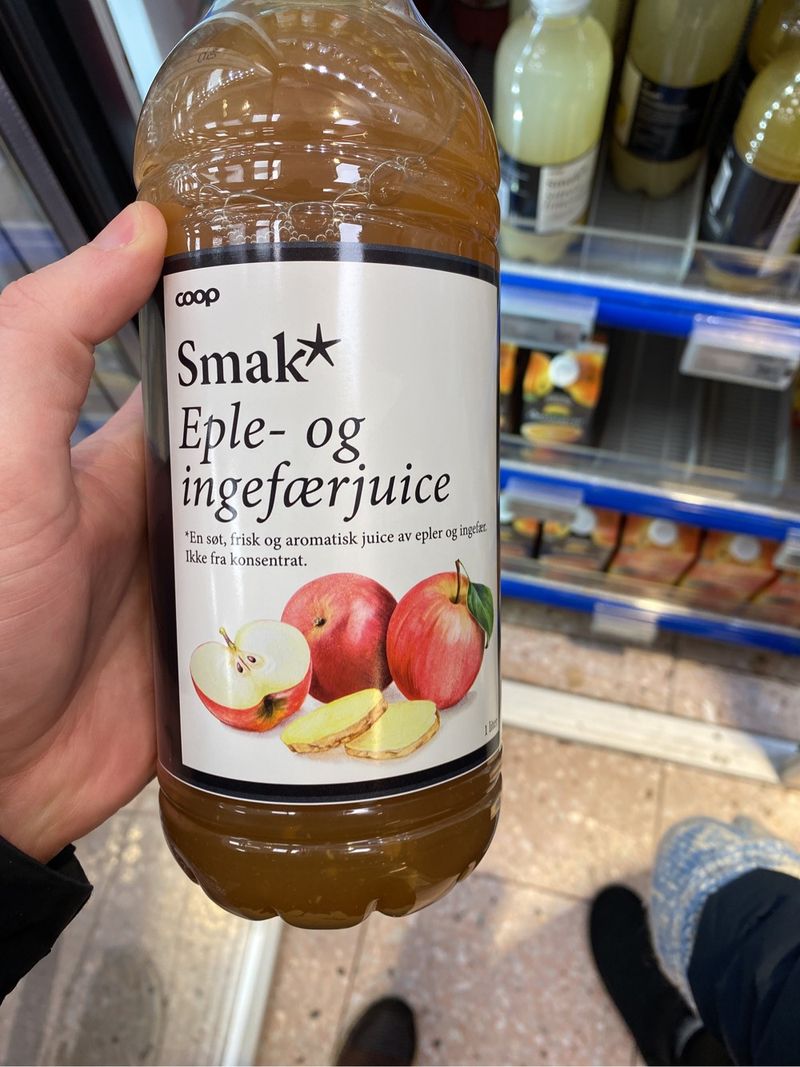 coop
Smak*
Eple- og
ingefærjuice
*En søt, frisk og aromatisk juice av epler og ingefær.
Ikke fra konsentrat.